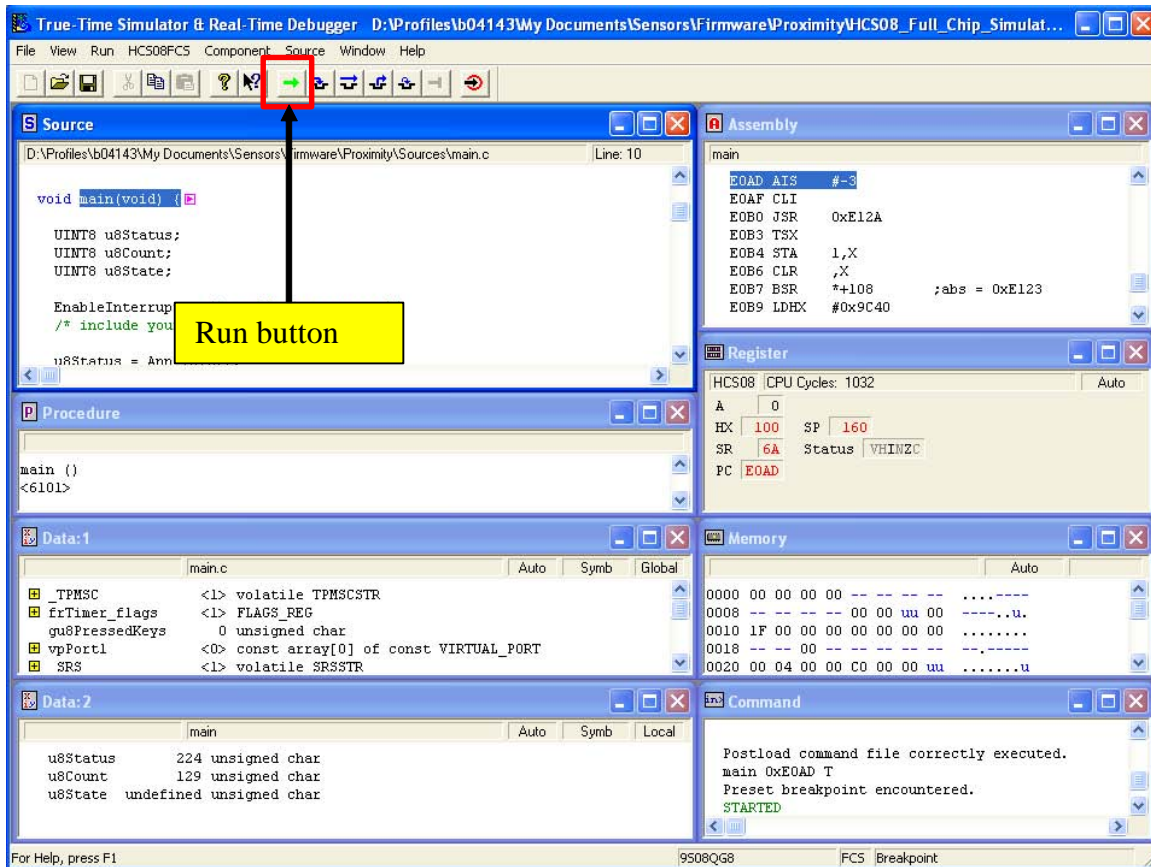 True-Time Simulator & Real-Time Debugger D:\Profiles\b04143\My Documents\Sensors\Firmware\Proximity\HCS08_Full_Chip_Simulat...
File View Run HCS08FCS Component Source Window Help
Source
D:\Profiles\b04143\My Documents\Sensors\Firmware\Proximity\Sources\main.c Line: 10
void main(void) {
UINT8 u8Status;
UINT8 u8Count;
UINT8 u8State;
EnableInterrup
/* include you
u8Status =
Run button
Assembly
main
E0AD AIS #-3
E0AF CLI
E0B0 JSR 0xE12A
E0B3 TSX
E0B4 STA 1,X
E0B6 CLR ,X
E0B7 BSR *+108 ;abs = 0xE123
E0B9 LDHX #0x9C40
Register
HCS08 CPU Cycles: 1032 Auto
A 0
HX 100 SP 160
SR 6A Status VHINZC
PC E0AD
Procedure
main ()
<6101>
Data:1
main.c Auto Symb Global
_TPMSC <1> volatile TPMSCSTR
frTimer_flags <1> FLAGS_REG
gu8PressedKeys 0 unsigned char
vpPort1 <0> const array[0] of const VIRTUAL_PORT
_SRS <1> volatile SRSSTR
Memory
Auto
0000 00 00 00 00 -- -- -- -- ....----
0008 -- -- -- -- 00 00 uu 00 ----..u.
0010 1F 00 00 00 00 00 00 00 ........
0018 -- -- 00 -- -- -- -- -- --.-----
0020 00 04 00 00 C0 00 00 uu .......u
Data:2
main Auto Symb Local
u8Status 224 unsigned char
u8Count 129 unsigned char
u8State undefined unsigned char
Command
Postload command file correctly executed.
main 0xE0AD T
Preset breakpoint encountered.
STARTED
For Help, press F1 9S08QG8 FCS Breakpoint